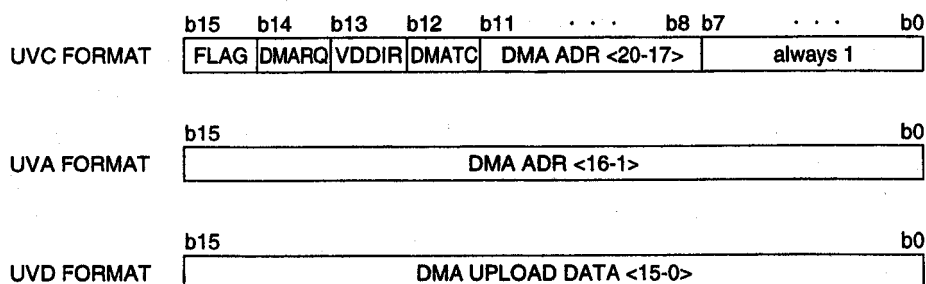 b15 b14 b13 b12 b11 · · · b8 b7 · · · b0
UVC FORMAT FLAG DMARQ VDDIR DMATC DMA ADR <20-17> always 1
b15 b0
UVA FORMAT DMA ADR <16-1>
b15 b0
UVD FORMAT DMA UPLOAD DATA <15-0>